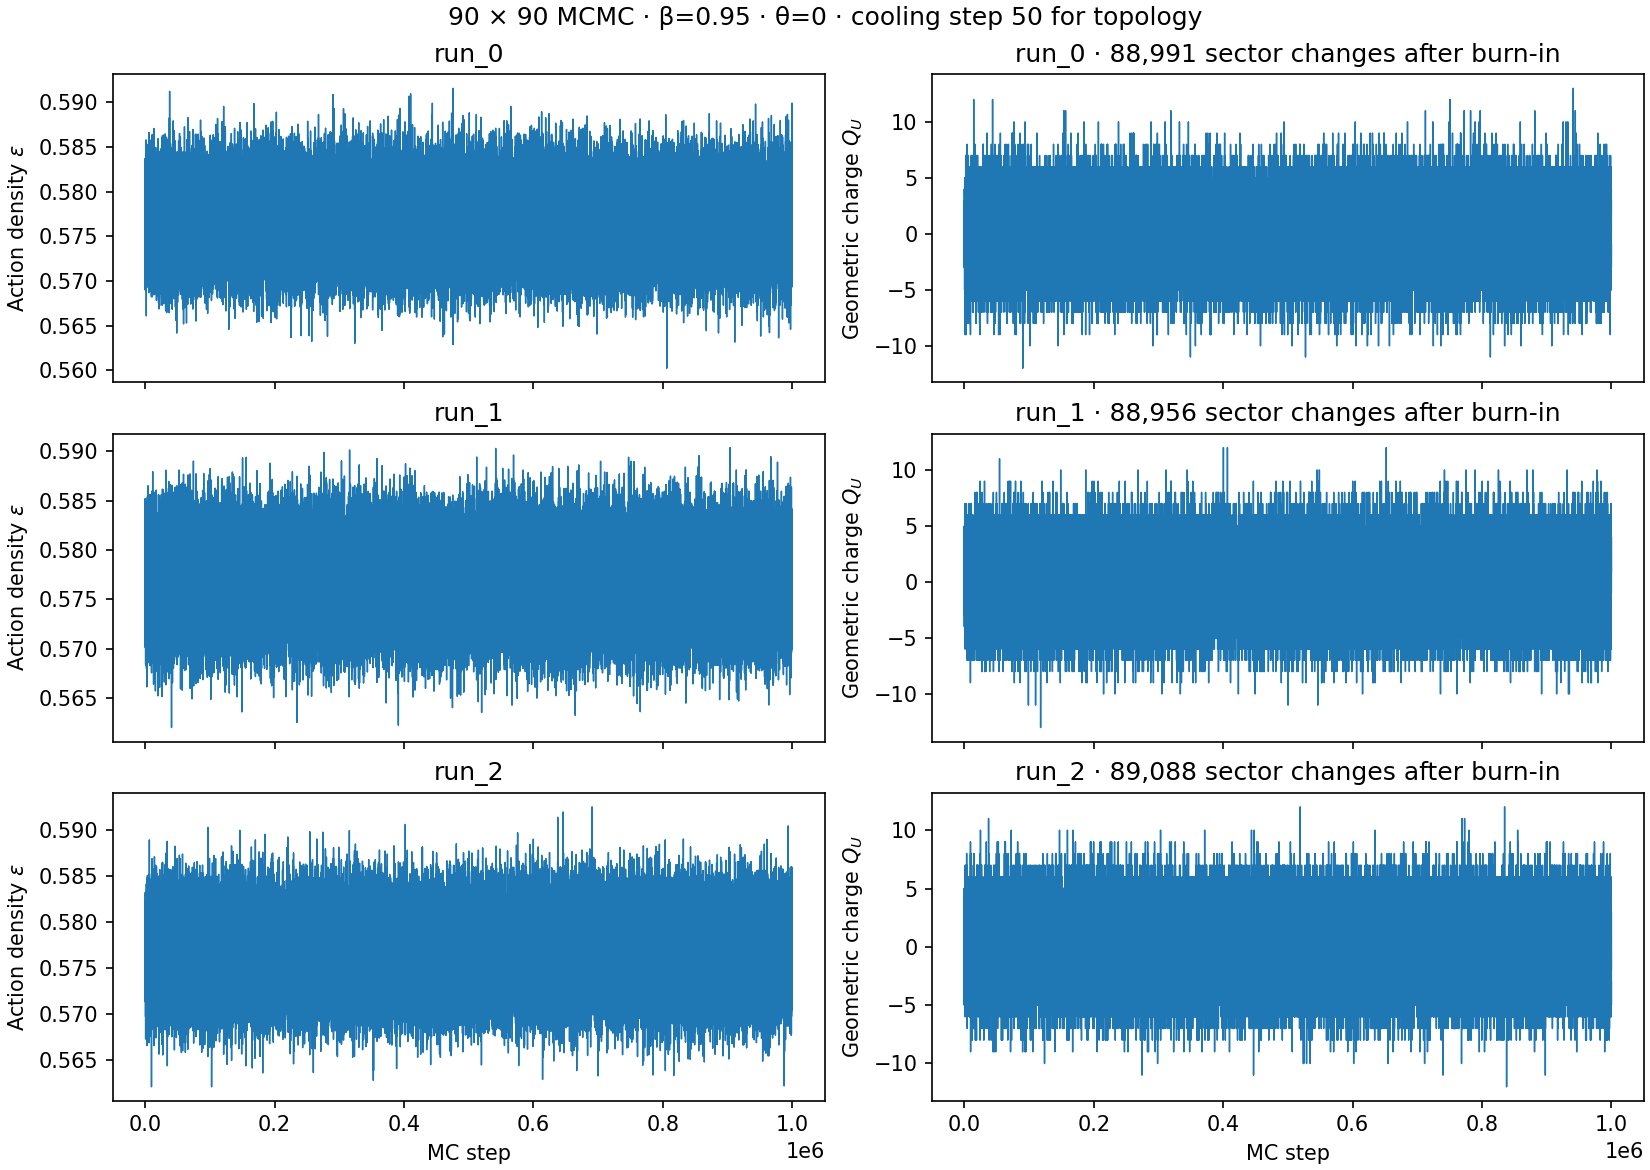 90 × 90 MCMC · β=0.95 · θ=0 · cooling step 50 for topology
run_0
Action density ε
0.590
0.585
0.580
0.575
0.570
0.565
0.560
run_0 · 88,991 sector changes after burn-in
Geometric charge Q_U
10
5
0
−5
−10
run_1
Action density ε
0.590
0.585
0.580
0.575
0.570
0.565
run_1 · 88,956 sector changes after burn-in
Geometric charge Q_U
10
5
0
−5
−10
run_2
Action density ε
0.590
0.585
0.580
0.575
0.570
0.565
0.0 0.2 0.4 0.6 0.8 1.0
1e6
MC step
run_2 · 89,088 sector changes after burn-in
Geometric charge Q_U
10
5
0
−5
−10
0.0 0.2 0.4 0.6 0.8 1.0
1e6
MC step